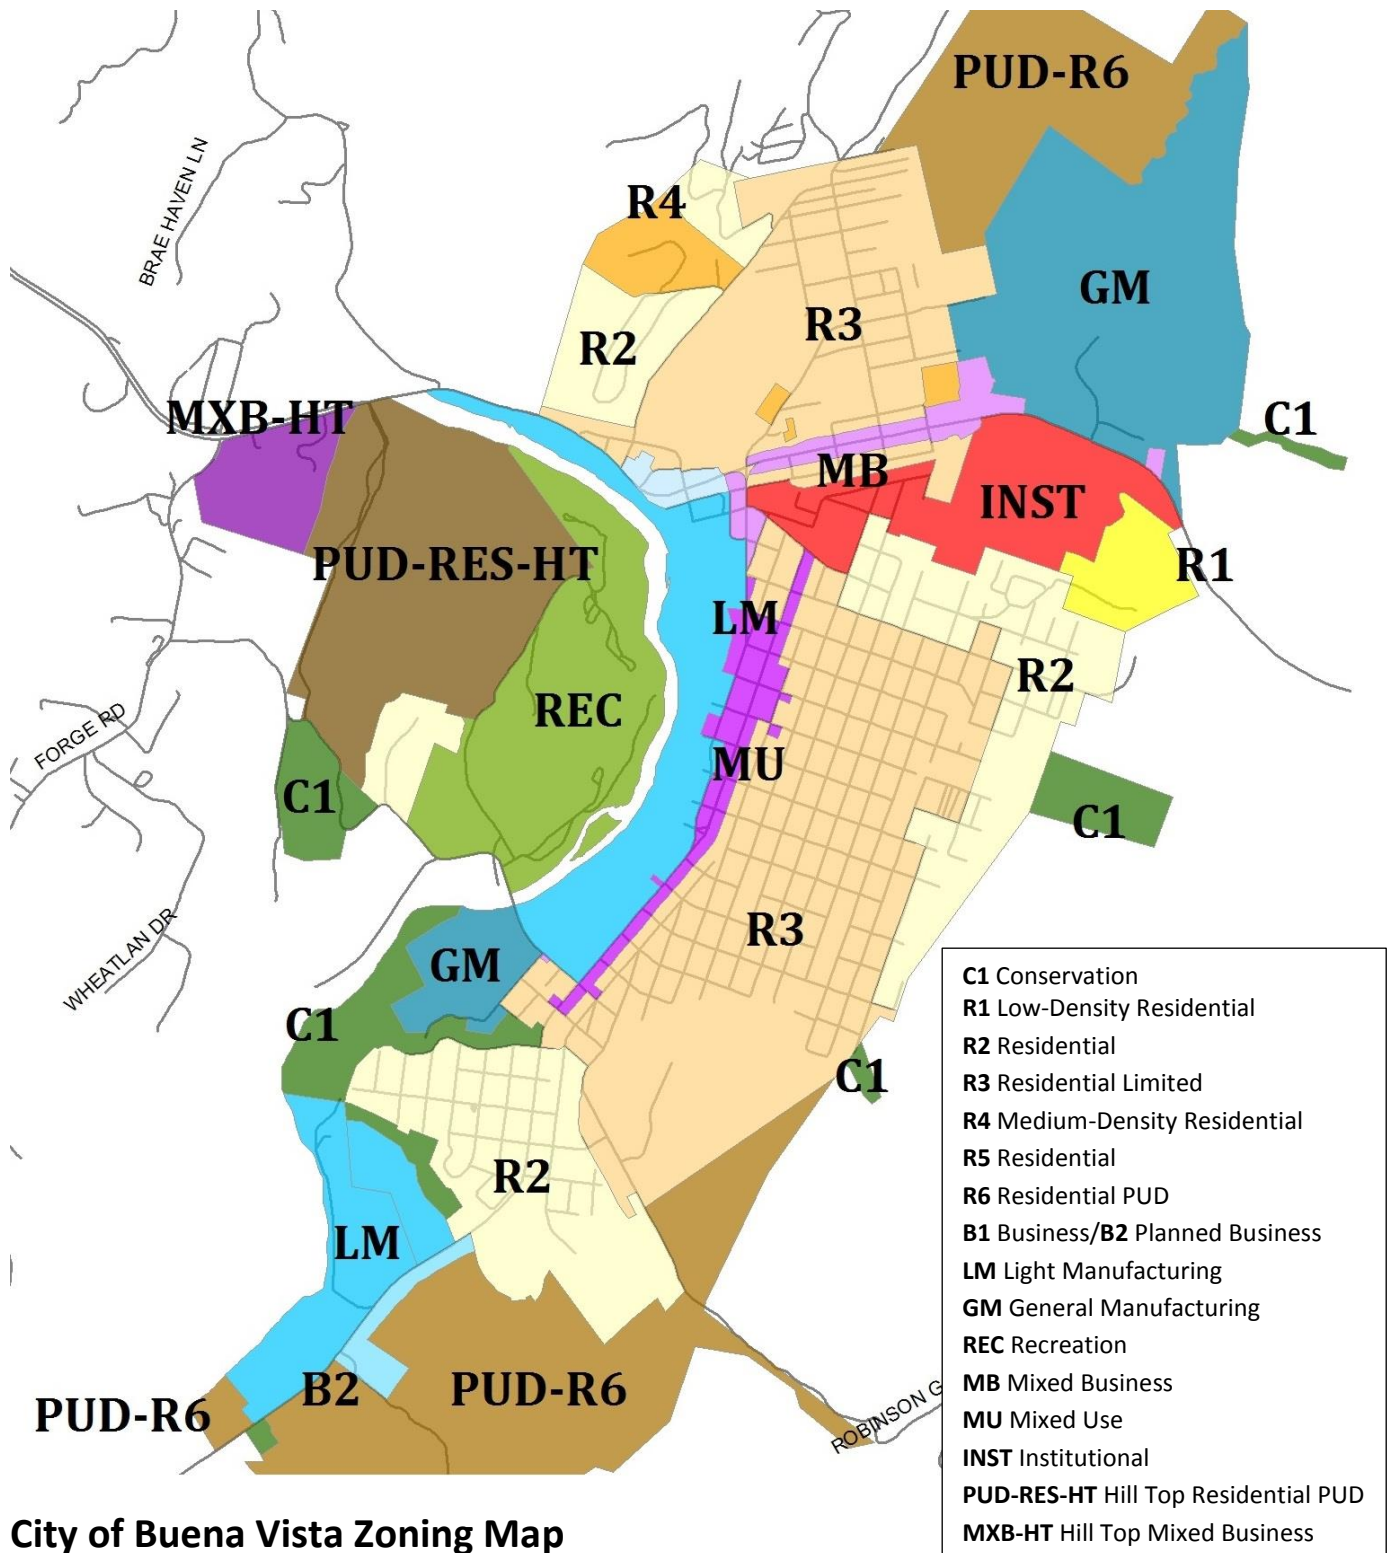 PUD-R6
BRAE HAVEN LN
R4
GM
R3
R2
MXB-HT
C1
MB
INST
PUD-RES-HT
R1
LM
R2
REC
FORGE RD
MU
C1
C1
WHEATLAN DR
R3
GM
C1
C1
R2
LM
B2
PUD-R6
PUD-R6
ROBINSON G
C1 Conservation
R1 Low-Density Residential
R2 Residential
R3 Residential Limited
R4 Medium-Density Residential
R5 Residential
R6 Residential PUD
B1 Business/B2 Planned Business
LM Light Manufacturing
GM General Manufacturing
REC Recreation
MB Mixed Business
MU Mixed Use
INST Institutional
PUD-RES-HT Hill Top Residential PUD
MXB-HT Hill Top Mixed Business
City of Buena Vista Zoning Map